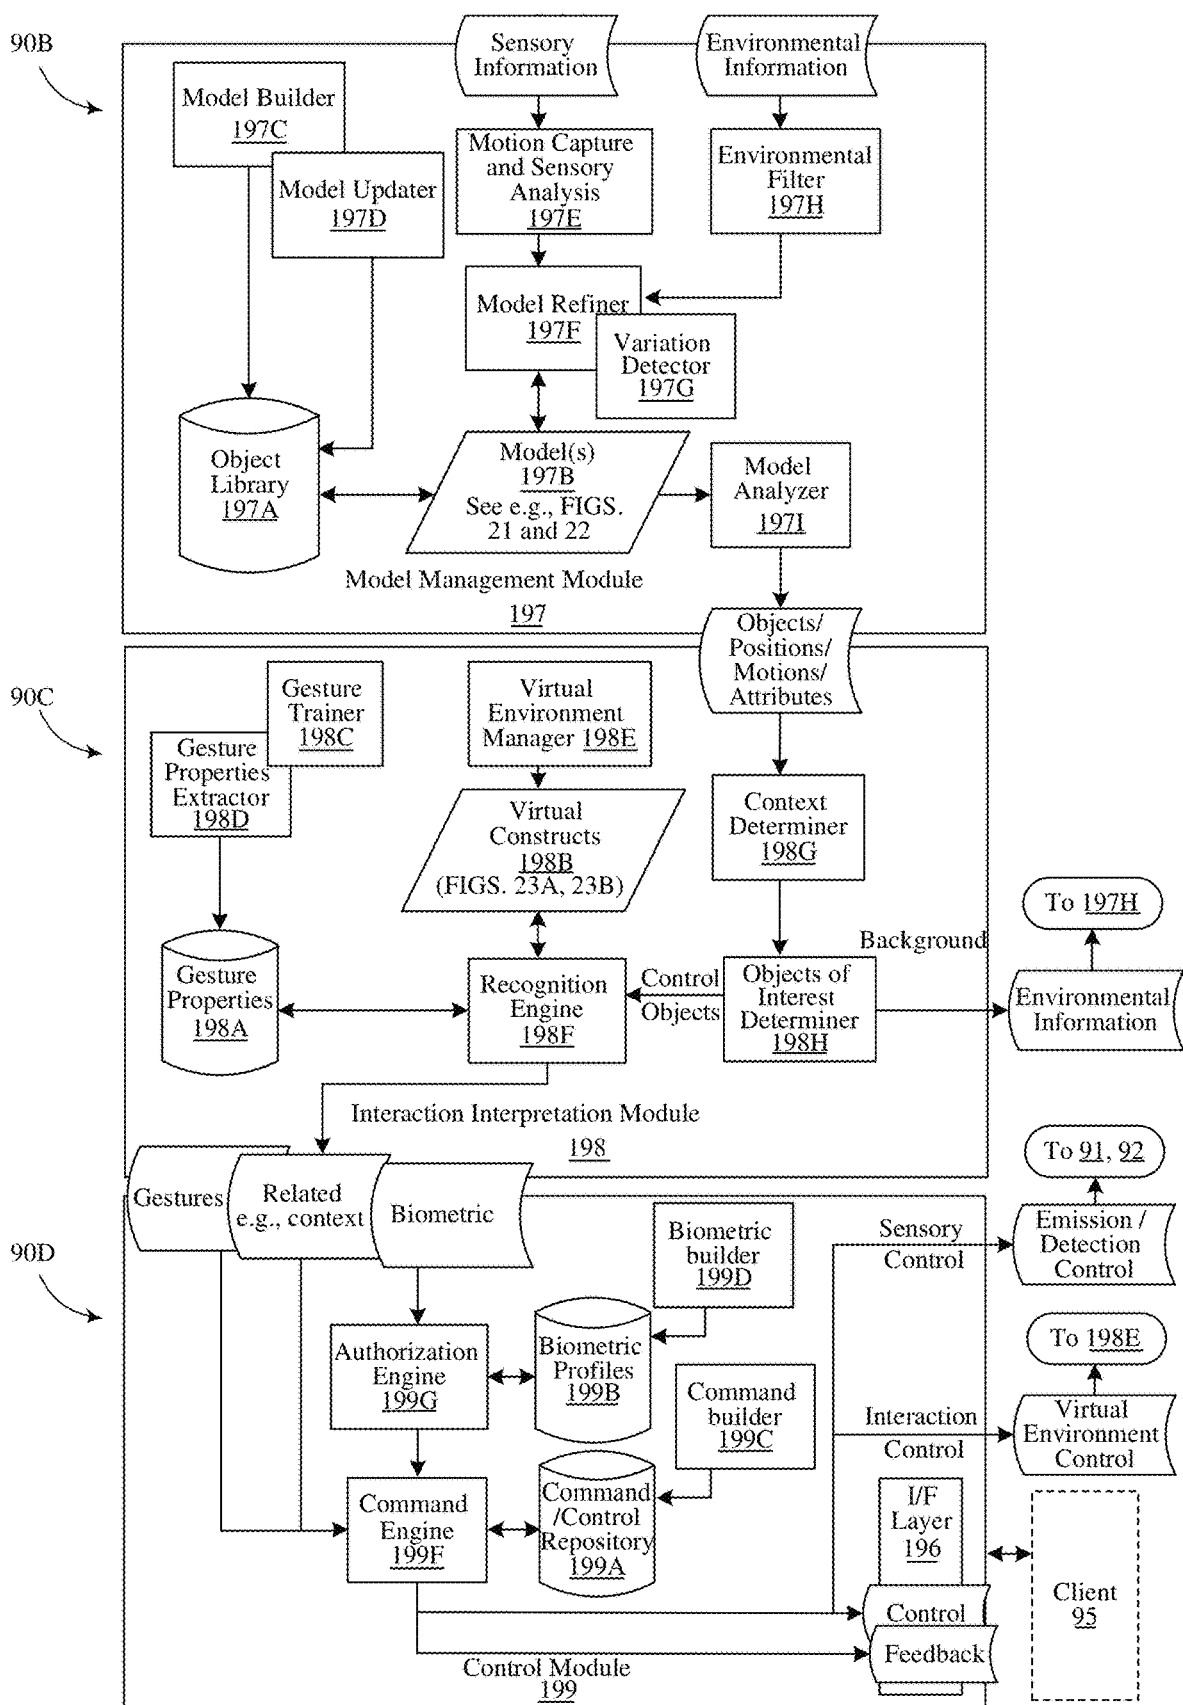 90B
Sensory
Information
Environmental
Information
Model Builder
197C
Model Updater
197D
Motion Capture
and Sensory
Analysis
197E
Environmental
Filter
197H
Model Refiner
197F
Variation
Detector
197G
Object
Library
197A
Model(s)
197B
See e.g., FIGS.
21 and 22
Model
Analyzer
197I
Model Management Module
197
Objects/
Positions/
Motions/
Attributes
90C
Gesture
Trainer
198C
Gesture
Properties
Extractor
198D
Virtual
Environment
Manager 198E
Virtual
Constructs
198B
(FIGS. 23A, 23B)
Context
Determiner
198G
To 197H
Background
Gesture
Properties
198A
Recognition
Engine
198F
Control
Objects
Objects of
Interest
Determiner
198H
Environmental
Information
Interaction Interpretation Module
198
To 91, 92
Gestures
Related
e.g., context
Biometric
90D
Biometric
builder
199D
Sensory
Control
Emission /
Detection
Control
To 198E
Authorization
Engine
199G
Biometric
Profiles
199B
Command
builder
199C
Interaction
Control
Virtual
Environment
Control
Command
Engine
199F
Command
/Control
Repository
199A
I/F
Layer
196
Client
95
Control
Feedback
Control Module
199